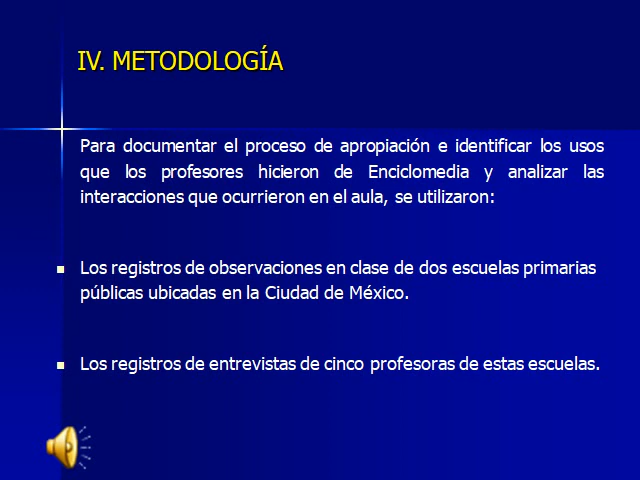 IV. METODOLOGÍA
Para documentar el proceso de apropiación e identificar los usos
que los profesores hicieron de Enciclomedia y analizar las
interacciones que ocurrieron en el aula, se utilizaron:
Los registros de observaciones en clase de dos escuelas primarias
públicas ubicadas en la Ciudad de México.
Los registros de entrevistas de cinco profesoras de estas escuelas.